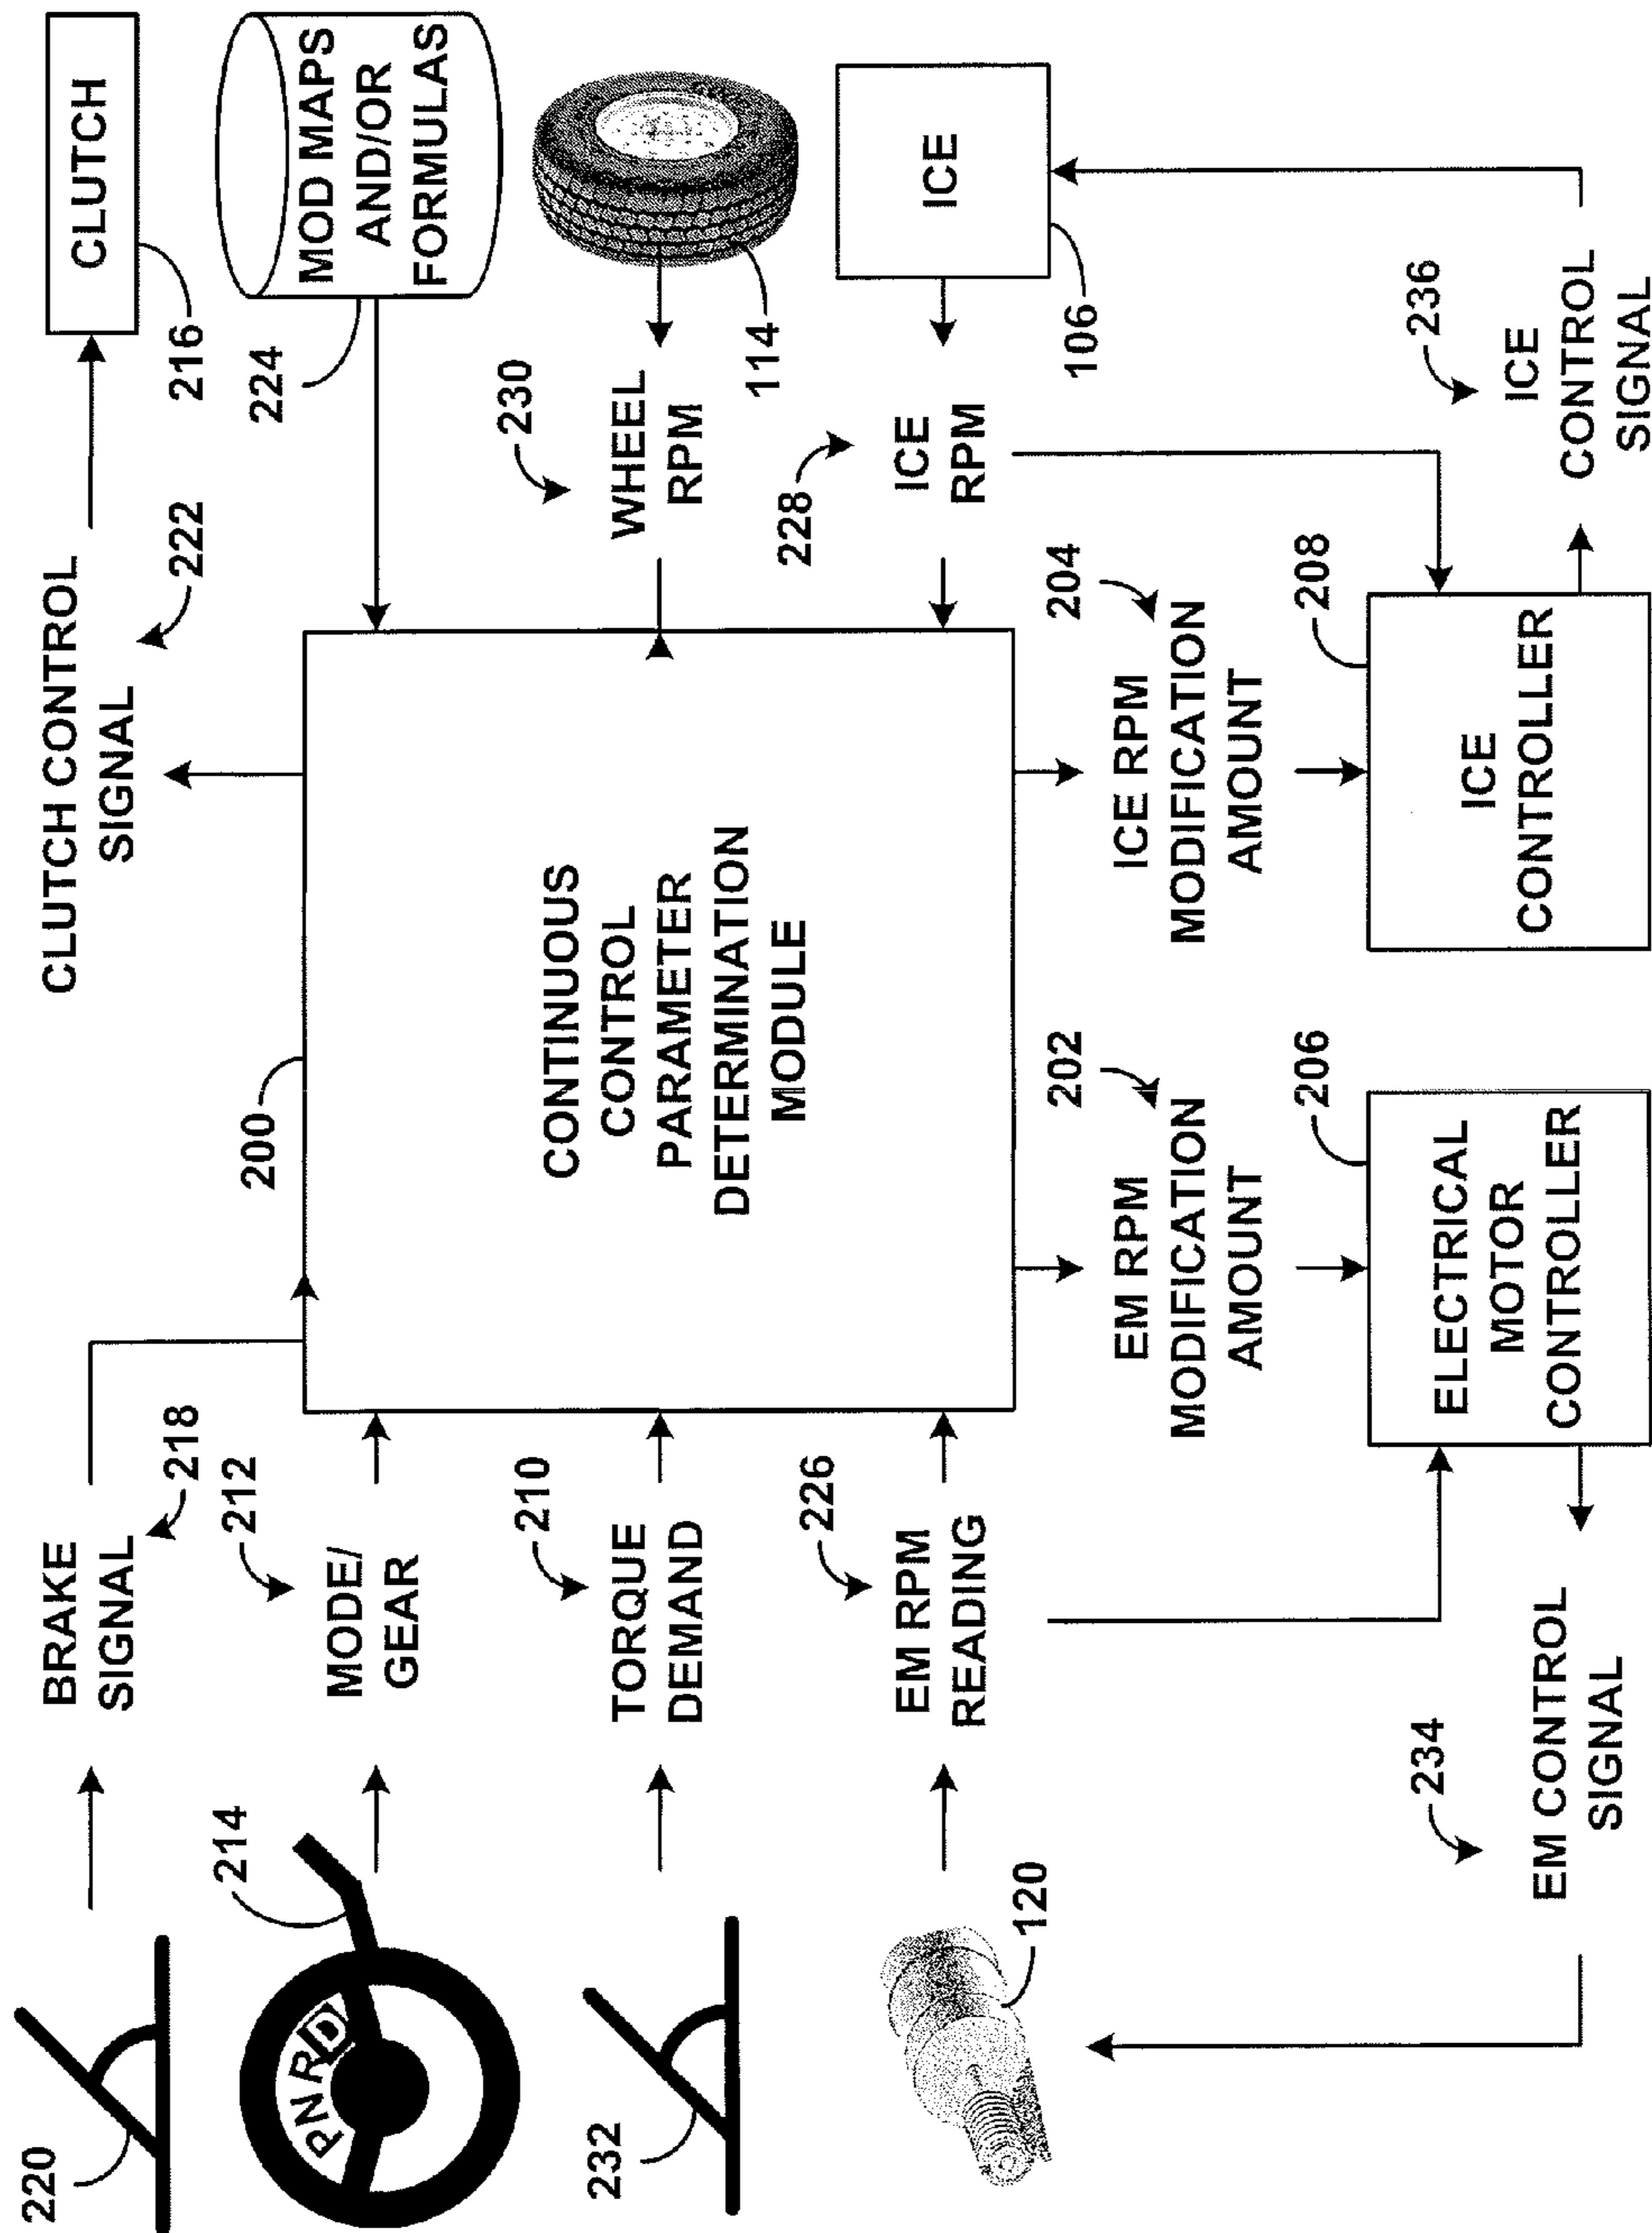 220
BRAKE
SIGNAL
218
CLUTCH CONTROL
SIGNAL
222
CLUTCH
216
P N R D
214
MODE/
GEAR
212
200
CONTINUOUS
CONTROL
PARAMETER
DETERMINATION
MODULE
224
MOD MAPS
AND/OR
FORMULAS
232
TORQUE
DEMAND
210
WHEEL
RPM
230
114
120
EM RPM
READING
226
ICE
RPM
228
ICE
106
EM RPM
MODIFICATION
AMOUNT
202
ICE RPM
MODIFICATION
AMOUNT
204
ELECTRICAL
MOTOR
CONTROLLER
206
ICE
CONTROLLER
208
EM CONTROL
SIGNAL
234
ICE
CONTROL
SIGNAL
236